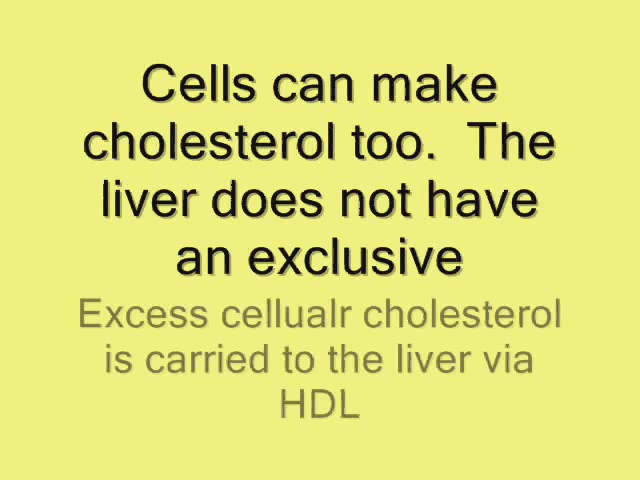 Cells can make
cholesterol too.  The
liver does not have
an exclusive
Excess cellualr cholesterol
is carried to the liver via
HDL